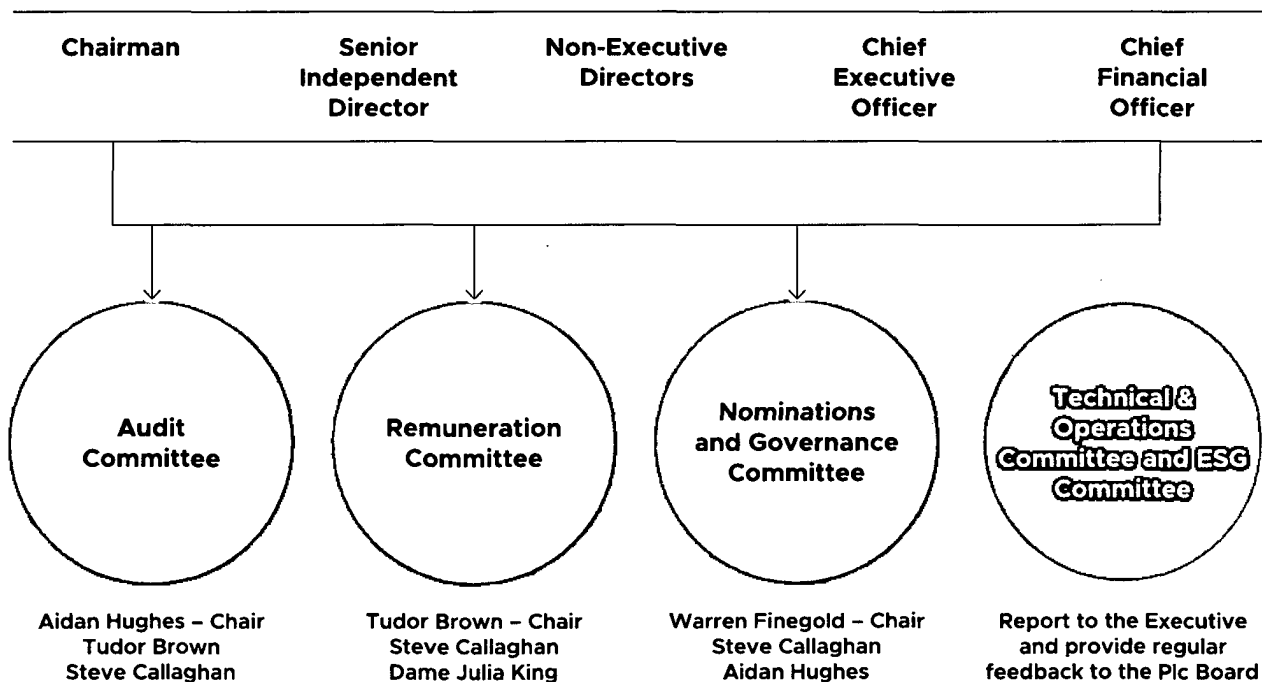 Chairman
Senior
Independent
Director
Non-Executive
Directors
Chief
Executive
Officer
Chief
Financial
Officer
Audit
Committee
Remuneration
Committee
Nominations
and Governance
Committee
Technical &
Operations
Committee and ESG
Committee
Aidan Hughes – Chair
Tudor Brown
Steve Callaghan
Tudor Brown – Chair
Steve Callaghan
Dame Julia King
Warren Finegold – Chair
Steve Callaghan
Aidan Hughes
Report to the Executive
and provide regular
feedback to the Plc Board